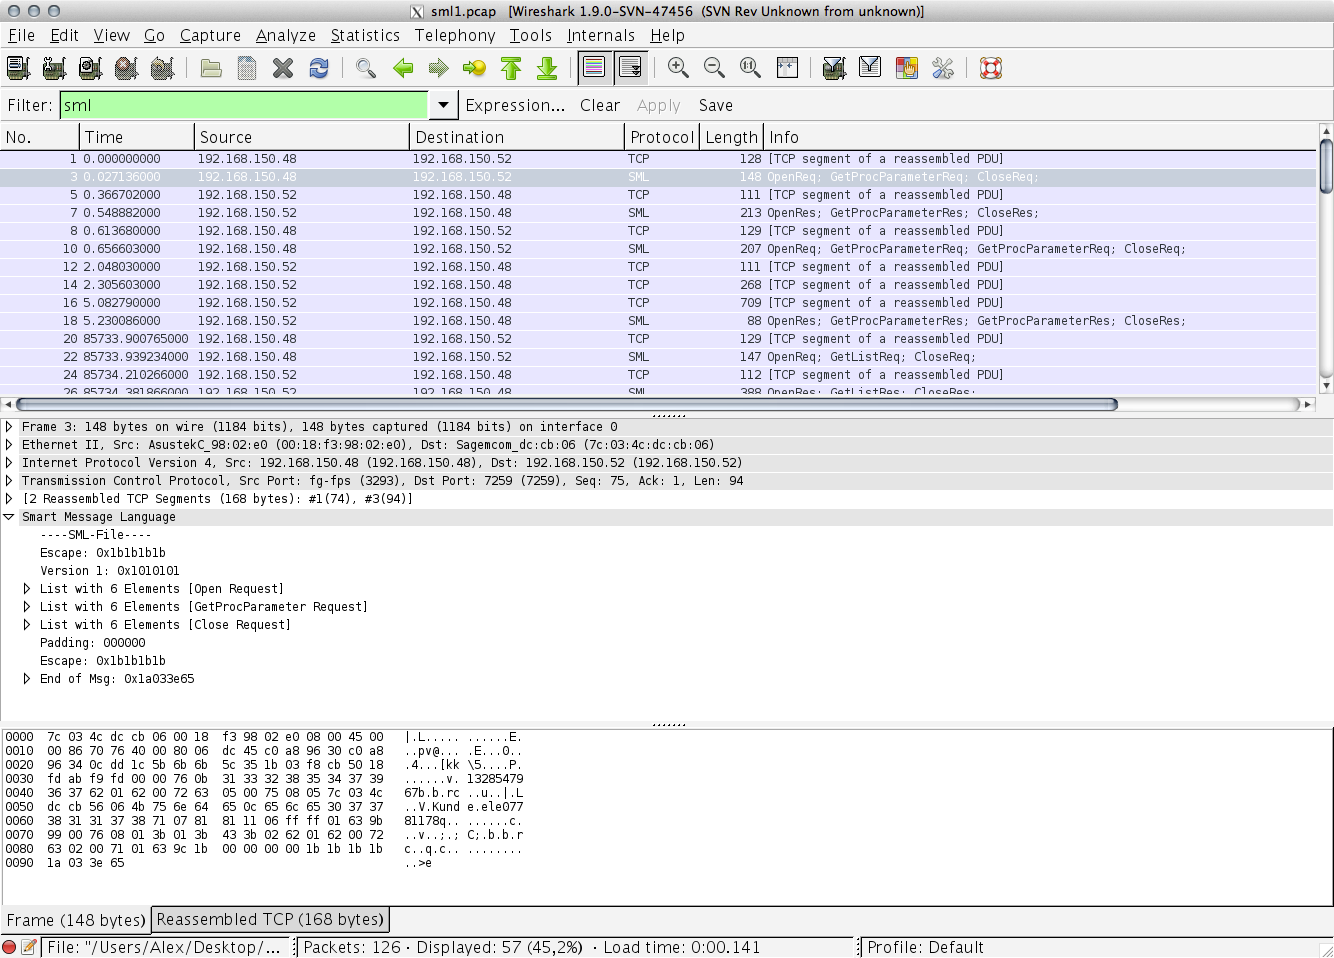 sml1.pcap   [Wireshark 1.9.0-SVN-47456  (SVN Rev Unknown from unknown)]
File Edit View Go Capture Analyze Statistics Telephony Tools Internals Help
Filter: sml Expression... Clear Apply Save
No. Time Source Destination Protocol Length Info
1 0.000000000 192.168.150.48 192.168.150.52 TCP 128 [TCP segment of a reassembled PDU]
3 0.027136000 192.168.150.48 192.168.150.52 SML 148 OpenReq; GetProcParameterReq; CloseReq;
5 0.366702000 192.168.150.52 192.168.150.48 TCP 111 [TCP segment of a reassembled PDU]
7 0.548882000 192.168.150.52 192.168.150.48 SML 213 OpenRes; GetProcParameterRes; CloseRes;
8 0.613680000 192.168.150.48 192.168.150.52 TCP 129 [TCP segment of a reassembled PDU]
10 0.656603000 192.168.150.48 192.168.150.52 SML 207 OpenReq; GetProcParameterReq; GetProcParameterReq; CloseReq;
12 2.048030000 192.168.150.52 192.168.150.48 TCP 111 [TCP segment of a reassembled PDU]
14 2.305603000 192.168.150.52 192.168.150.48 TCP 268 [TCP segment of a reassembled PDU]
16 5.082790000 192.168.150.52 192.168.150.48 TCP 709 [TCP segment of a reassembled PDU]
18 5.230086000 192.168.150.52 192.168.150.48 SML 88 OpenRes; GetProcParameterRes; GetProcParameterRes; CloseRes;
20 85733.900765000 192.168.150.48 192.168.150.52 TCP 129 [TCP segment of a reassembled PDU]
22 85733.939234000 192.168.150.48 192.168.150.52 SML 147 OpenReq; GetListReq; CloseReq;
24 85734.210266000 192.168.150.52 192.168.150.48 TCP 112 [TCP segment of a reassembled PDU]
26 85734.381866000 192.168.150.52 192.168.150.48 SML 388 OpenRes; GetListRes; CloseRes;
Frame 3: 148 bytes on wire (1184 bits), 148 bytes captured (1184 bits) on interface 0
Ethernet II, Src: AsustekC_98:02:e0 (00:18:f3:98:02:e0), Dst: Sagemcom_dc:cb:06 (7c:03:4c:dc:cb:06)
Internet Protocol Version 4, Src: 192.168.150.48 (192.168.150.48), Dst: 192.168.150.52 (192.168.150.52)
Transmission Control Protocol, Src Port: fg-fps (3293), Dst Port: 7259 (7259), Seq: 75, Ack: 1, Len: 94
[2 Reassembled TCP Segments (168 bytes): #1(74), #3(94)]
Smart Message Language
----SML-File----
Escape: 0x1b1b1b1b
Version 1: 0x1010101
List with 6 Elements [Open Request]
List with 6 Elements [GetProcParameter Request]
List with 6 Elements [Close Request]
Padding: 000000
Escape: 0x1b1b1b1b
End of Msg: 0x1a033e65
0000  7c 03 4c dc cb 06 00 18  f3 98 02 e0 08 00 45 00   |.L..... ......E.
0010  00 86 70 76 40 00 80 06  dc 45 c0 a8 96 30 c0 a8   ..pv@... .E...0..
0020  96 34 0c dd 1c 5b 6b 6b  5c 35 1b 03 f8 cb 50 18   .4...[kk \5....P.
0030  fd ab f9 fd 00 00 76 0b  31 33 32 38 35 34 37 39   ......v. 13285479
0040  36 37 62 01 62 00 72 63  05 00 75 08 05 7c 03 4c   67b.b.rc ..u..|.L
0050  dc cb 56 06 4b 75 6e 64  65 0c 65 6c 65 30 37 37   ..V.Kund e.ele077
0060  38 31 31 37 38 71 07 81  81 11 06 ff ff 01 63 9b   81178q.. ......c.
0070  99 00 76 08 01 3b 01 3b  43 3b 02 62 01 62 00 72   ..v..;.; C;.b.b.r
0080  63 02 00 71 01 63 9c 1b  00 00 00 00 1b 1b 1b 1b   c..q.c.. ........
0090  1a 03 3e 65   ..>e
Frame (148 bytes) Reassembled TCP (168 bytes)
File: "/Users/Alex/Desktop/... Packets: 126 · Displayed: 57 (45,2%)  · Load time: 0:00.141 Profile: Default